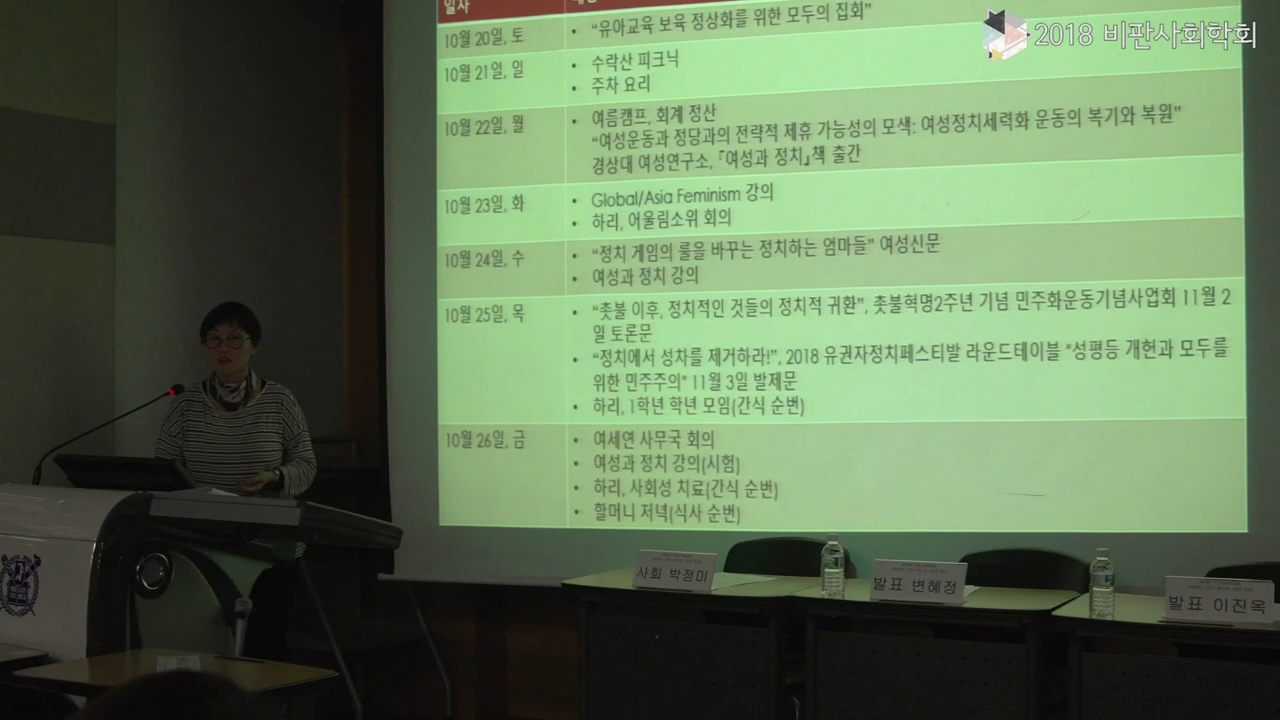 2018 비판사회학회
일자
10월 20일, 토
• “유아교육 보육 정상화를 위한 모두의 집회”
10월 21일, 일
• 수락산 피크닉
• 주차 요리
10월 22일, 월
• 여름캠프, 회계 정산
“여성운동과 정당과의 전략적 제휴 가능성의 모색: 여성정치세력화 운동의 복기와 복원”
경상대 여성연구소, 『여성과 정치』책 출간
10월 23일, 화
• Global/Asia Feminism 강의
• 하리, 어울림소위 회의
10월 24일, 수
• “정치 게임의 룰을 바꾸는 정치하는 엄마들” 여성신문
• 여성과 정치 강의
10월 25일, 목
• “촛불 이후, 정치적인 것들의 정치적 귀환”, 촛불혁명2주년 기념 민주화운동기념사업회 11월 2
일 토론문
• “정치에서 성차를 제거하라!”, 2018 유권자정치페스티발 라운드테이블 “성평등 개헌과 모두를
위한 민주주의” 11월 3일 발제문
• 하리, 1학년 학년 모임(간식 순번)
10월 26일, 금
• 여세연 사무국 회의
• 여성과 정치 강의(시험)
• 하리, 사회성 치료(간식 순번)
• 할머니 저녁(식사 순번)
사회 박정미
발표 변혜정
발표 이진옥